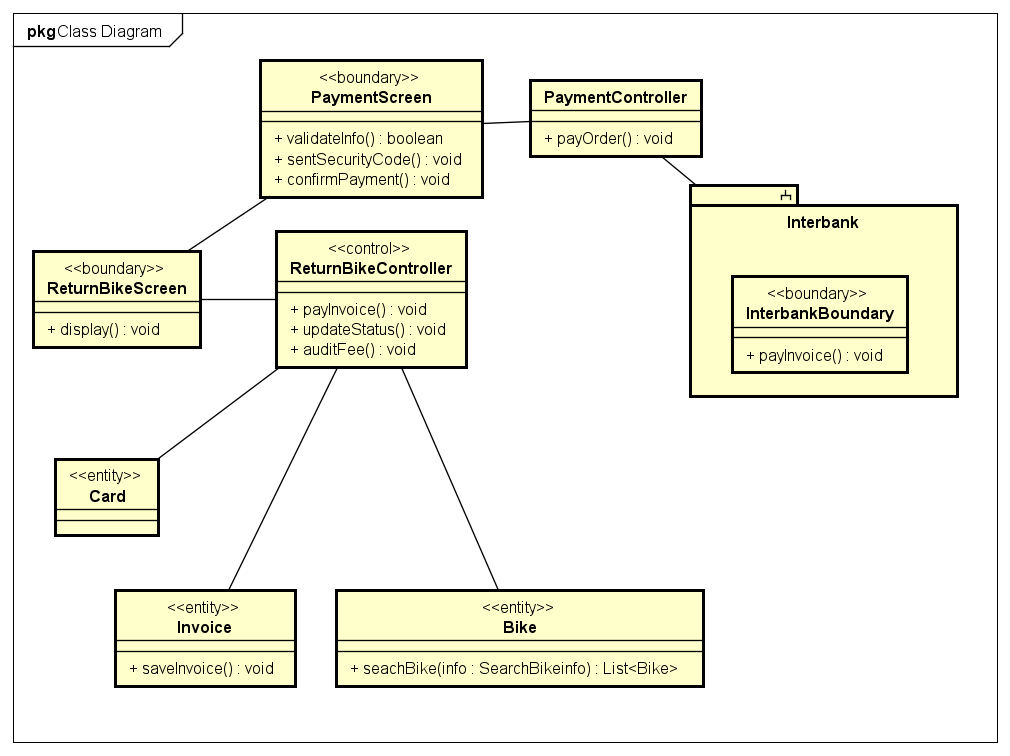 pkg Class Diagram
<<boundary>>
PaymentScreen
+ validateInfo() : boolean
+ sentSecurityCode() : void
+ confirmPayment() : void
PaymentController
+ payOrder() : void
Interbank
<<boundary>>
InterbankBoundary
+ payInvoice() : void
<<boundary>>
ReturnBikeScreen
+ display() : void
<<control>>
ReturnBikeController
+ payInvoice() : void
+ updateStatus() : void
+ auditFee() : void
<<entity>>
Card
<<entity>>
Invoice
+ saveInvoice() : void
<<entity>>
Bike
+ seachBike(info : SearchBikeinfo) : List<Bike>